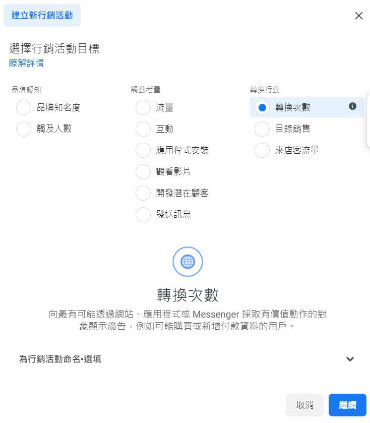 建立新行銷活動
選擇行銷活動目標
瞭解詳情
品牌認知
觸動考量
轉換行動
品牌知名度
流量
轉換次數
觸及人數
互動
目錄銷售
應用程式安裝
來店客流量
觀看影片
開發潛在顧客
發送訊息
轉換次數
向最有可能透過網站、應用程式或 Messenger 採取有價值動作的對
象顯示廣告，例如可能購買或新增付款資料的用戶。
為行銷活動命名•選填
取消
繼續